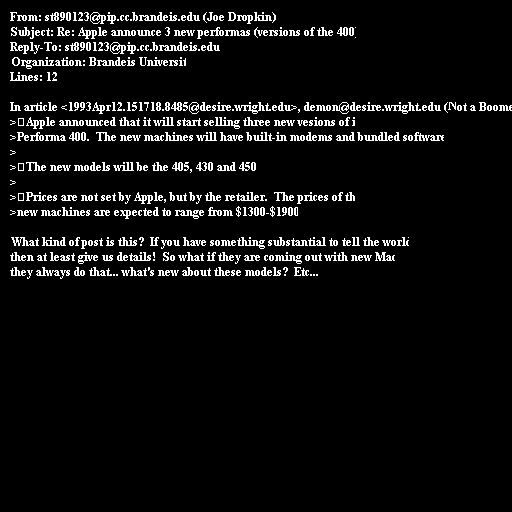 From: st890123@pip.cc.brandeis.edu (Joe Dropkin)
Subject: Re: Apple announce 3 new performas (versions of the 400)
Reply-To: st890123@pip.cc.brandeis.edu
Organization: Brandeis Universit
Lines: 12

In article <1993Apr12.151718.8485@desire.wright.edu>, demon@desire.wright.edu (Not a Boome
>□Apple announced that it will start selling three new vesions of i
>Performa 400.  The new machines will have built-in modems and bundled software
>
>□The new models will be the 405, 430 and 450
>
>□Prices are not set by Apple, but by the retailer.  The prices of th
>new machines are expected to range from $1300-$1900

What kind of post is this?  If you have something substantial to tell the world
then at least give us details!  So what if they are coming out with new Mac
they always do that... what's new about these models?  Etc...